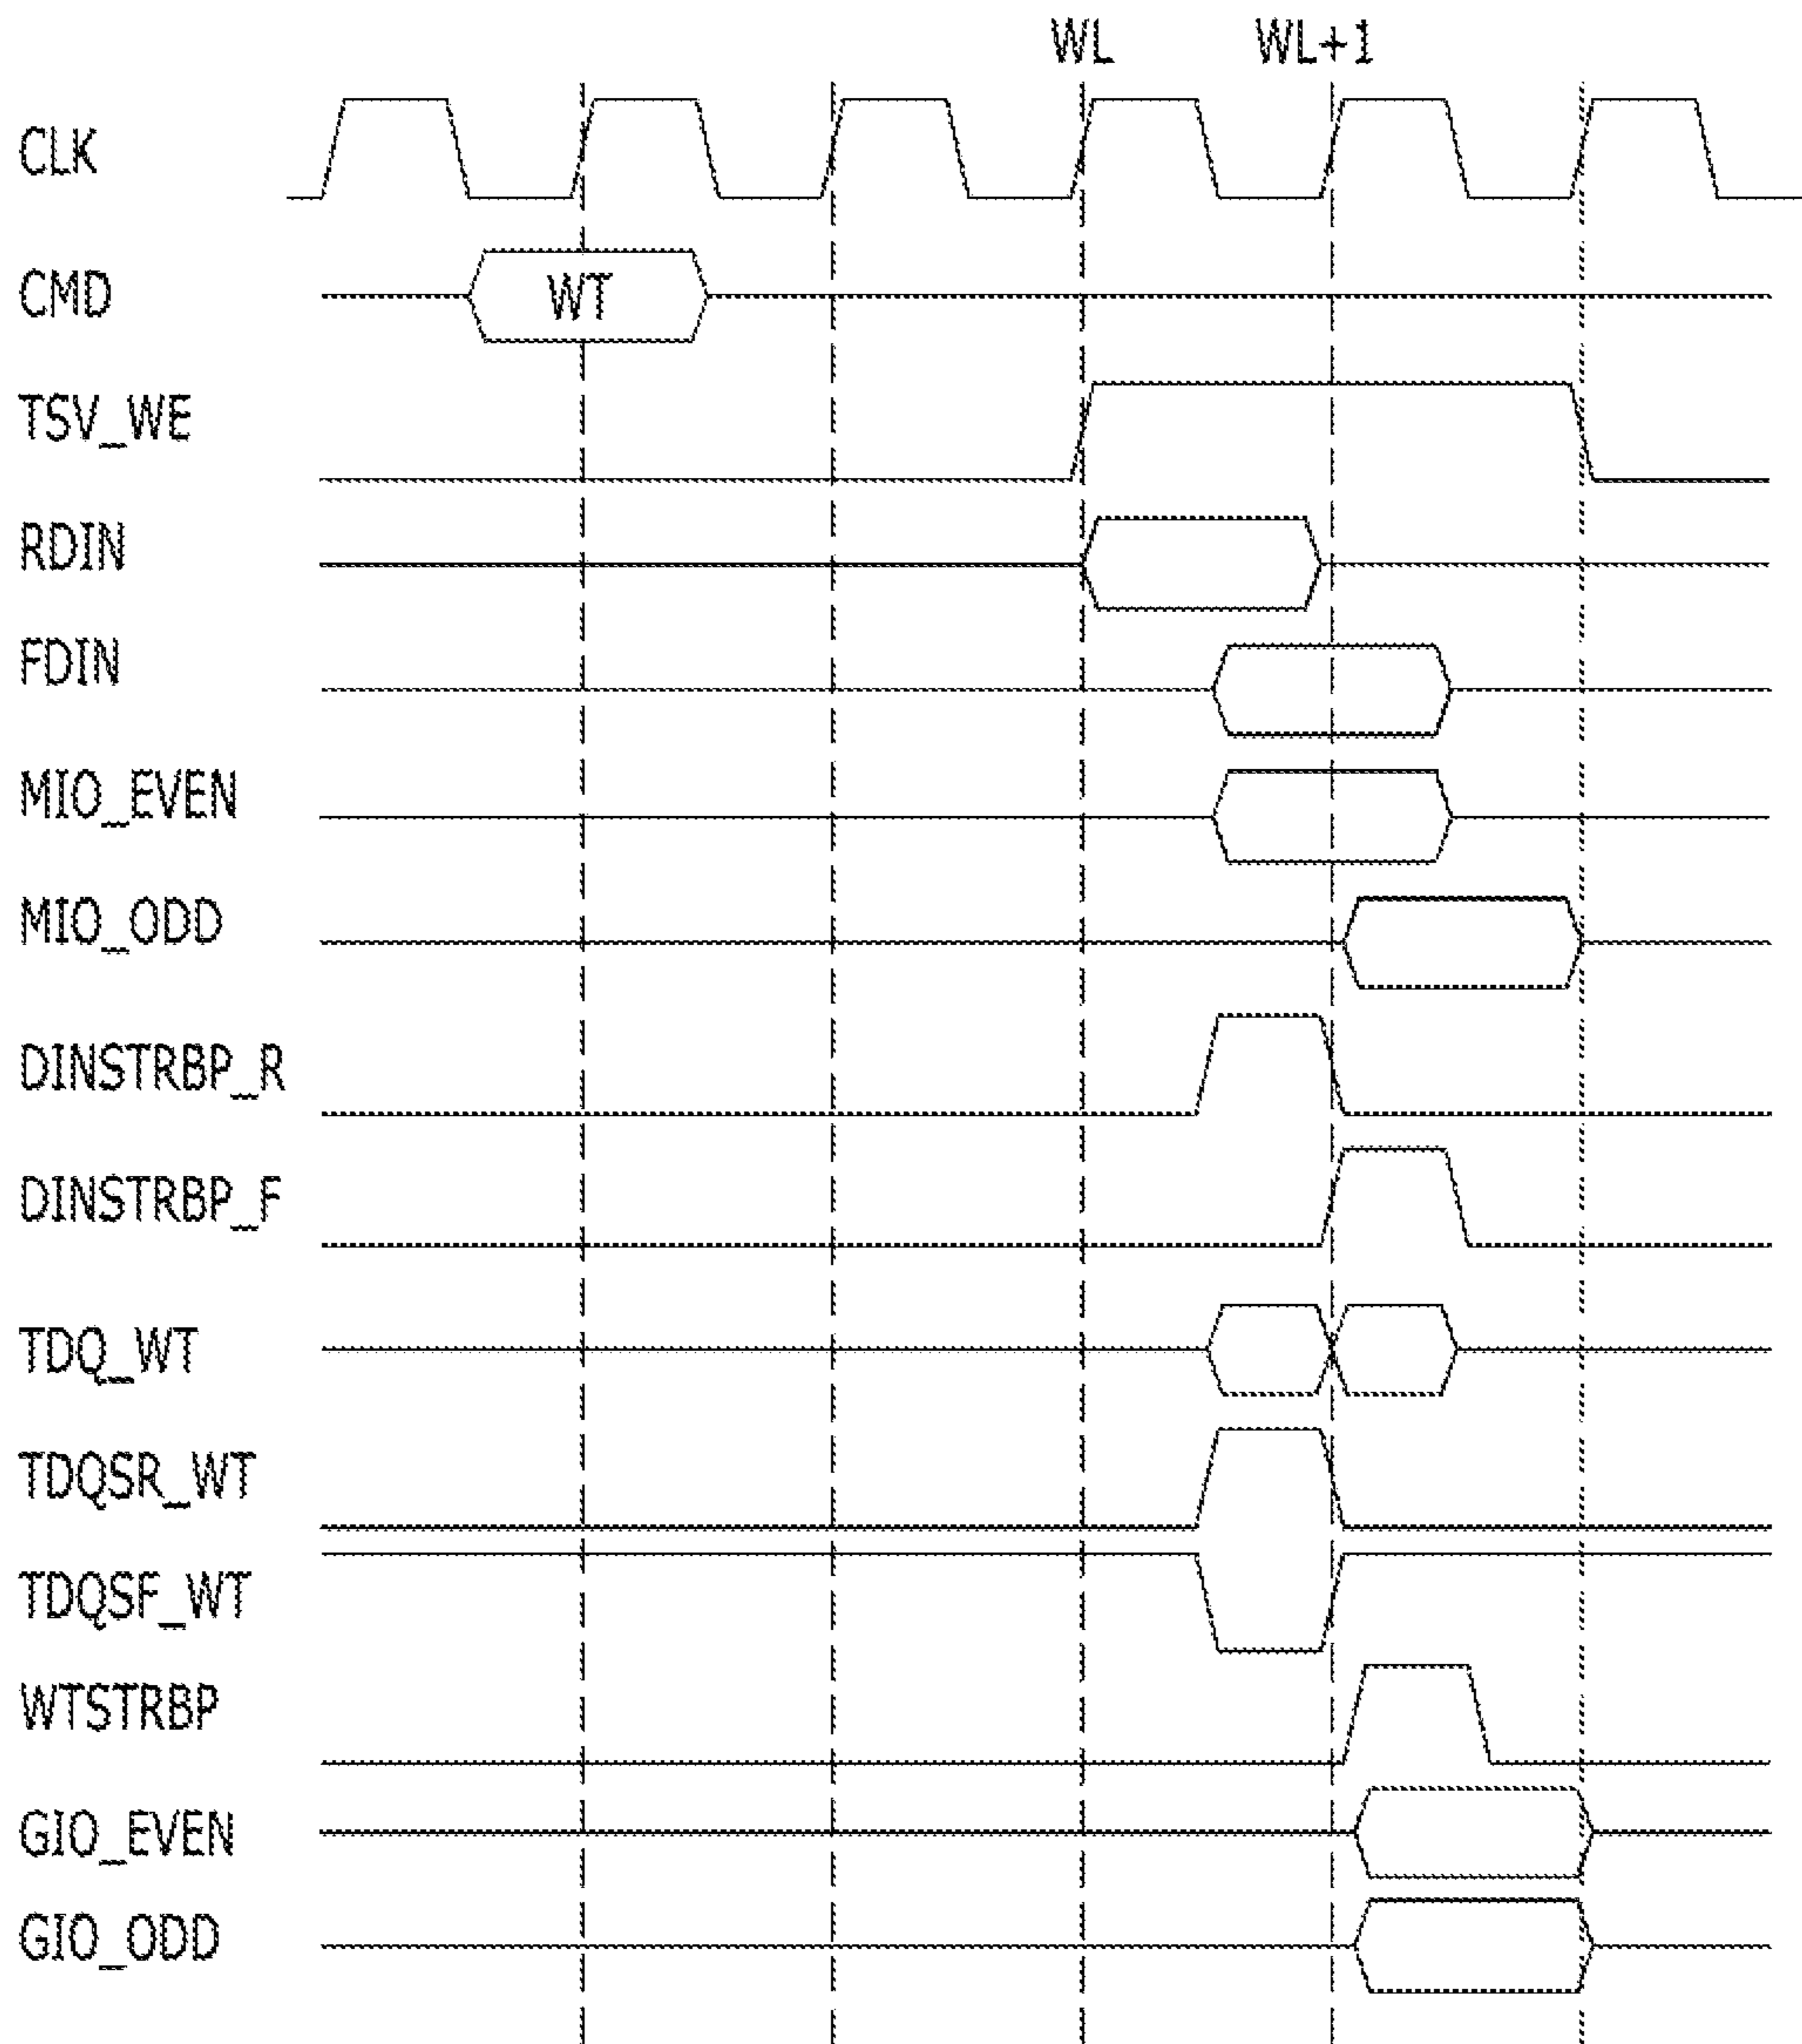 WL WL+1
CLK
CMD WT
TSV_WE
RDIN
FDIN
MIO_EVEN
MIO_ODD
DINSTRBP_R
DINSTRBP_F
TDQ_WT
TDQSR_WT
TDQSF_WT
WTSTRBP
GIO_EVEN
GIO_ODD